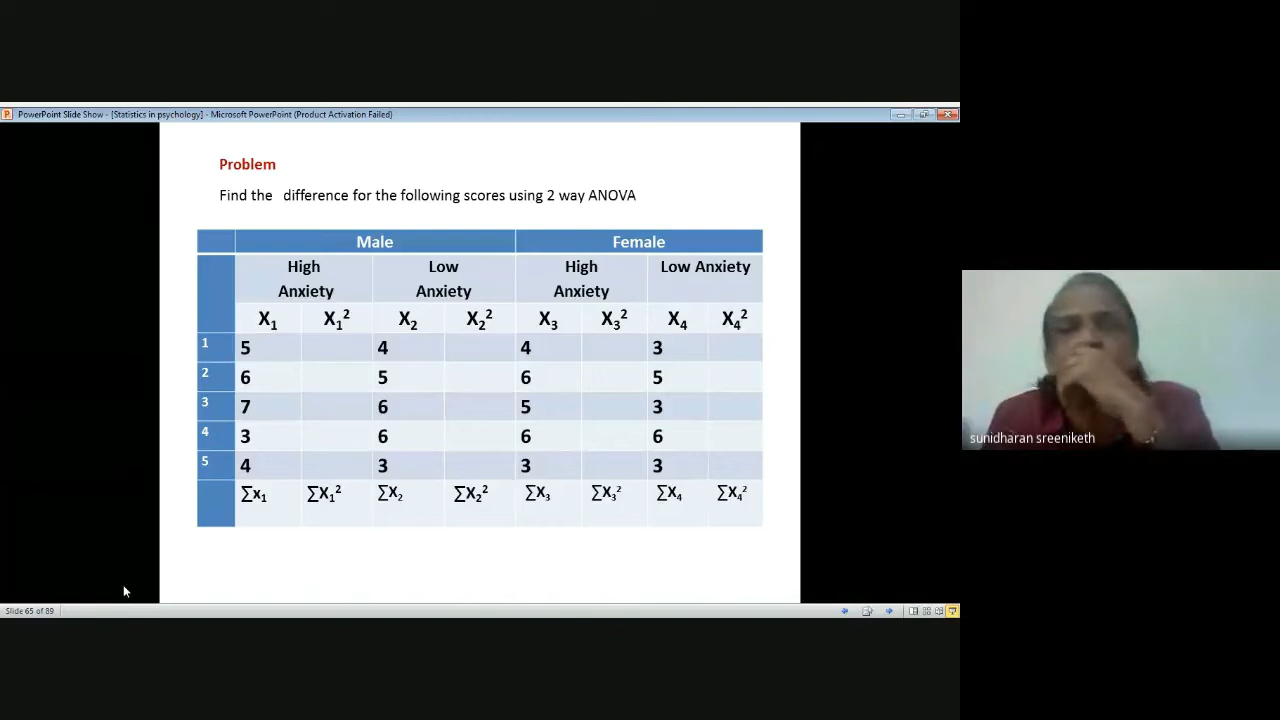 PowerPoint Slide Show - [Statistics in psychology] - Microsoft PowerPoint (Product Activation Failed)
Problem
Find the difference for the following scores using 2 way ANOVA
Male Female
High Anxiety Low Anxiety High Anxiety Low Anxiety
X₁ X₁² X₂ X₂² X₃ X₃² X₄ X₄²
1 5 4 4 3
2 6 5 6 5
3 7 6 5 3
4 3 6 6 6
5 4 3 3 3
∑x₁ ∑X₁² ∑X₂ ∑X₂² ∑X₃ ∑X₃² ∑X₄ ∑X₄²
sunidharan sreeniketh
Slide 65 of 89